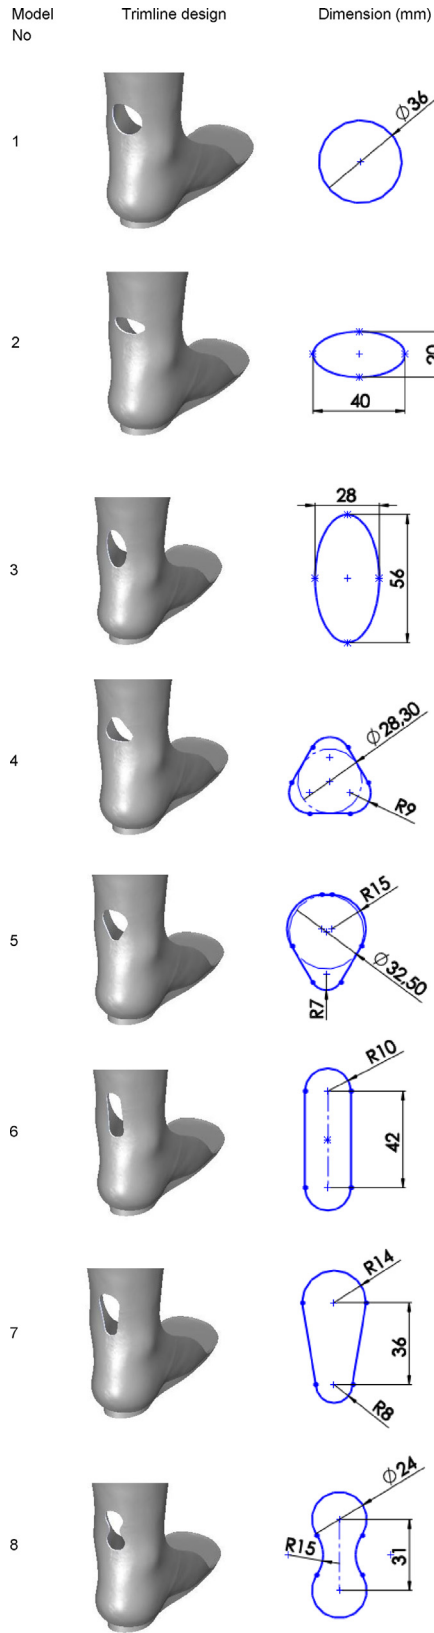 Model No Trimline design Dimension (mm)
1
Ø36
2
20
40
3
28
56
4
Ø28,30
R9
5
R15
Ø32,50
R7
6
R10
42
7
R14
36
R8
8
Ø24
R15
31